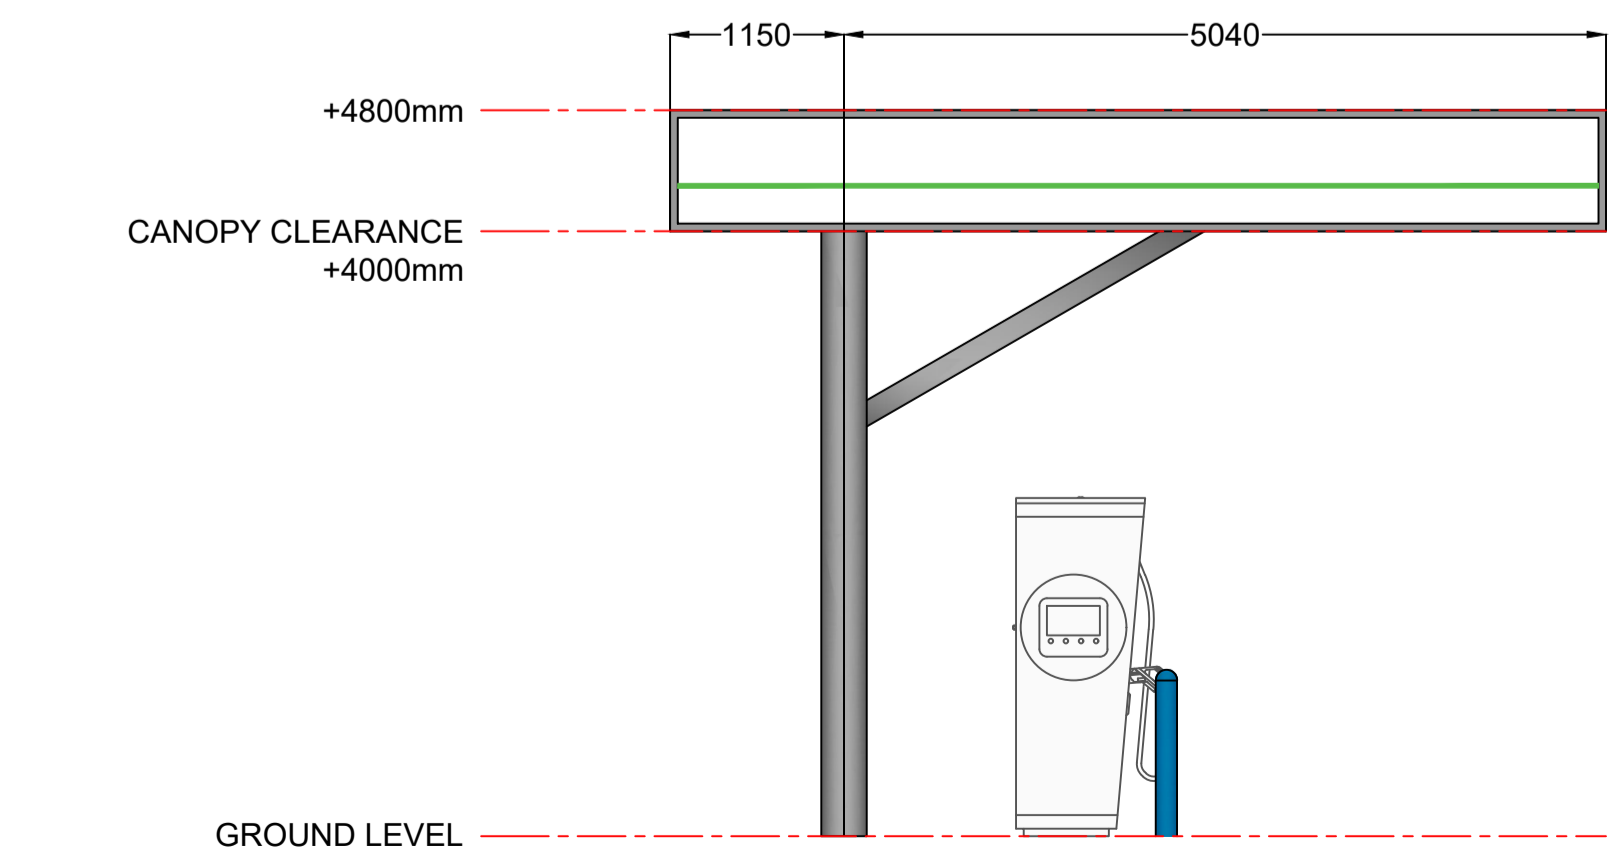 1150
5040
+4800mm
CANOPY CLEARANCE
+4000mm
GROUND LEVEL